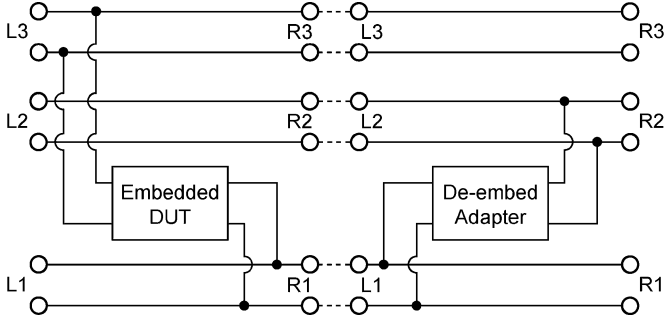 L3 R3 L3 R3
L2 R2 L2 R2
Embedded
DUT
De-embed
Adapter
L1 R1 L1 R1